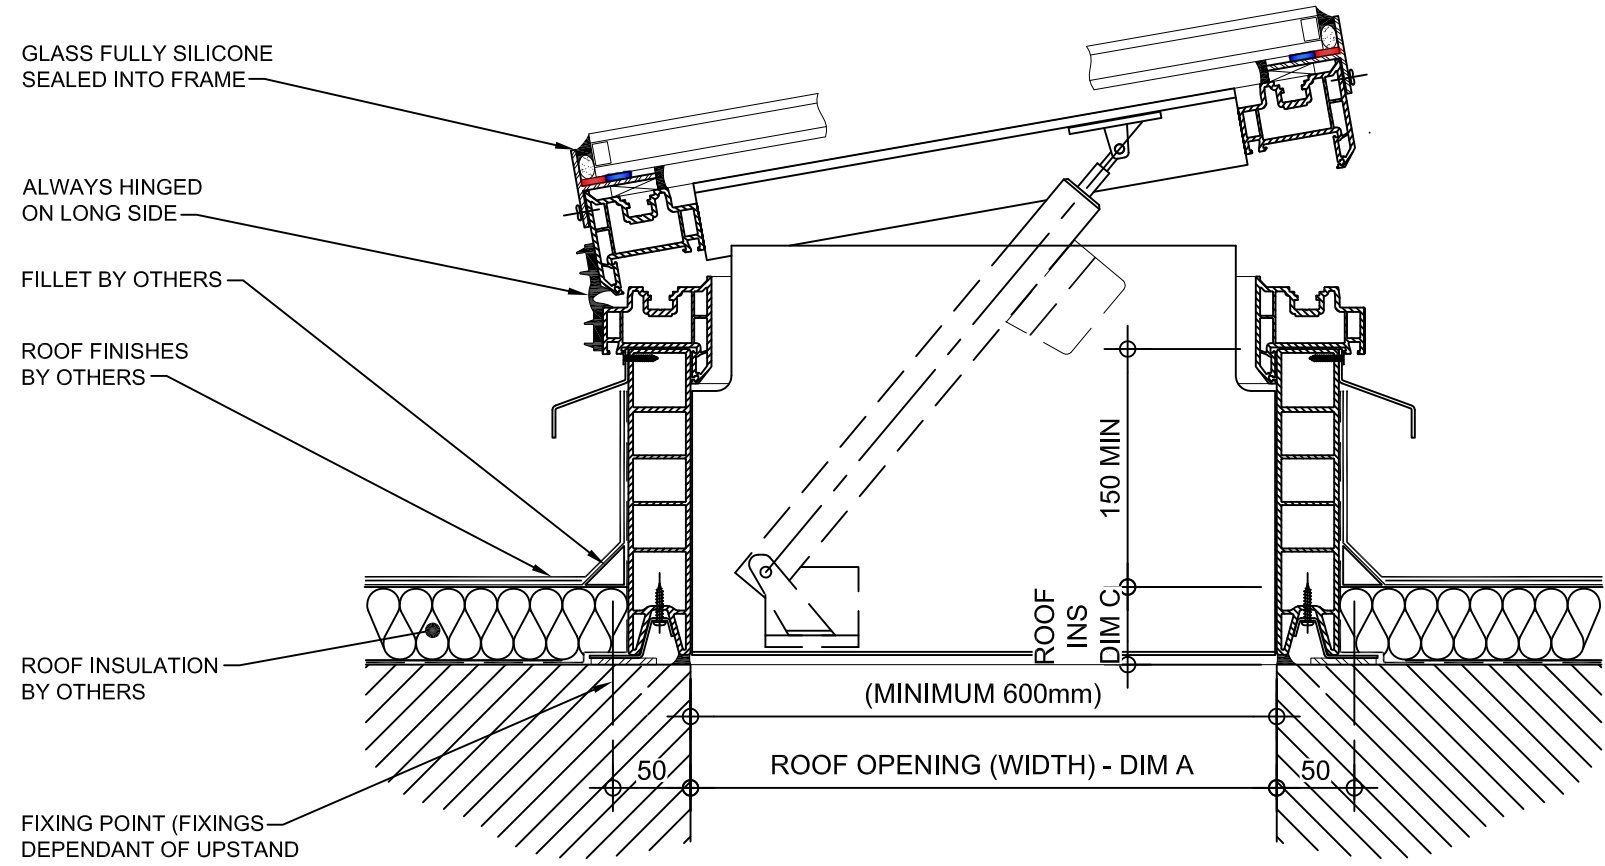 GLASS FULLY SILICONE
SEALED INTO FRAME
ALWAYS HINGED
ON LONG SIDE
FILLET BY OTHERS
ROOF FINISHES
BY OTHERS
ROOF INSULATION
BY OTHERS
FIXING POINT (FIXINGS
DEPENDANT OF UPSTAND
150 MIN
ROOF
INS
DIM C
(MINIMUM 600mm)
50
ROOF OPENING (WIDTH) - DIM A
50